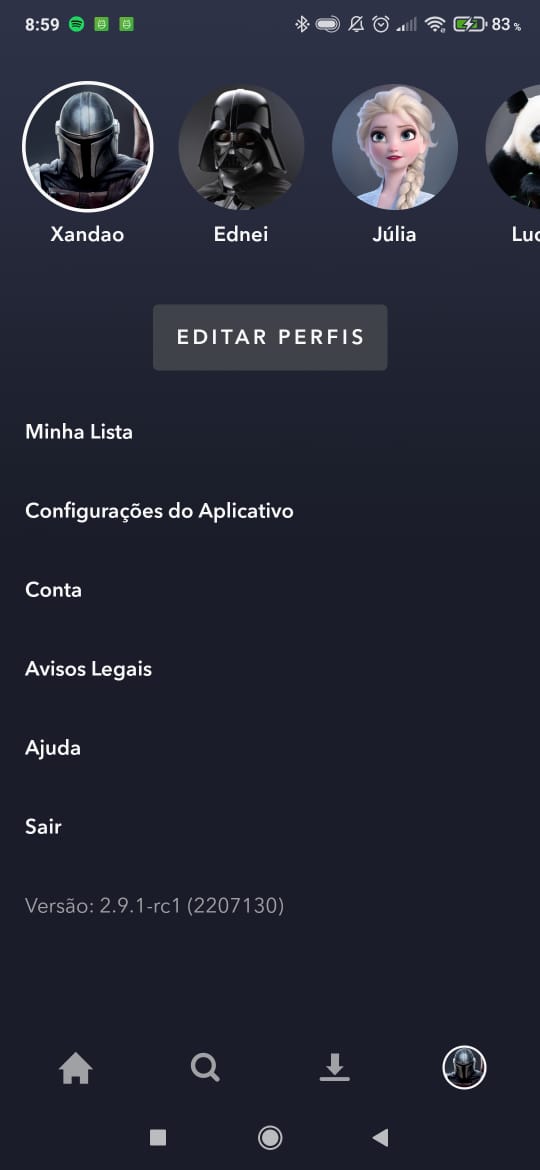 8:59 83 %
Xandao Ednei Júlia
EDITAR PERFIS
Minha Lista
Configurações do Aplicativo
Conta
Avisos Legais
Ajuda
Sair
Versão: 2.9.1-rc1 (2207130)